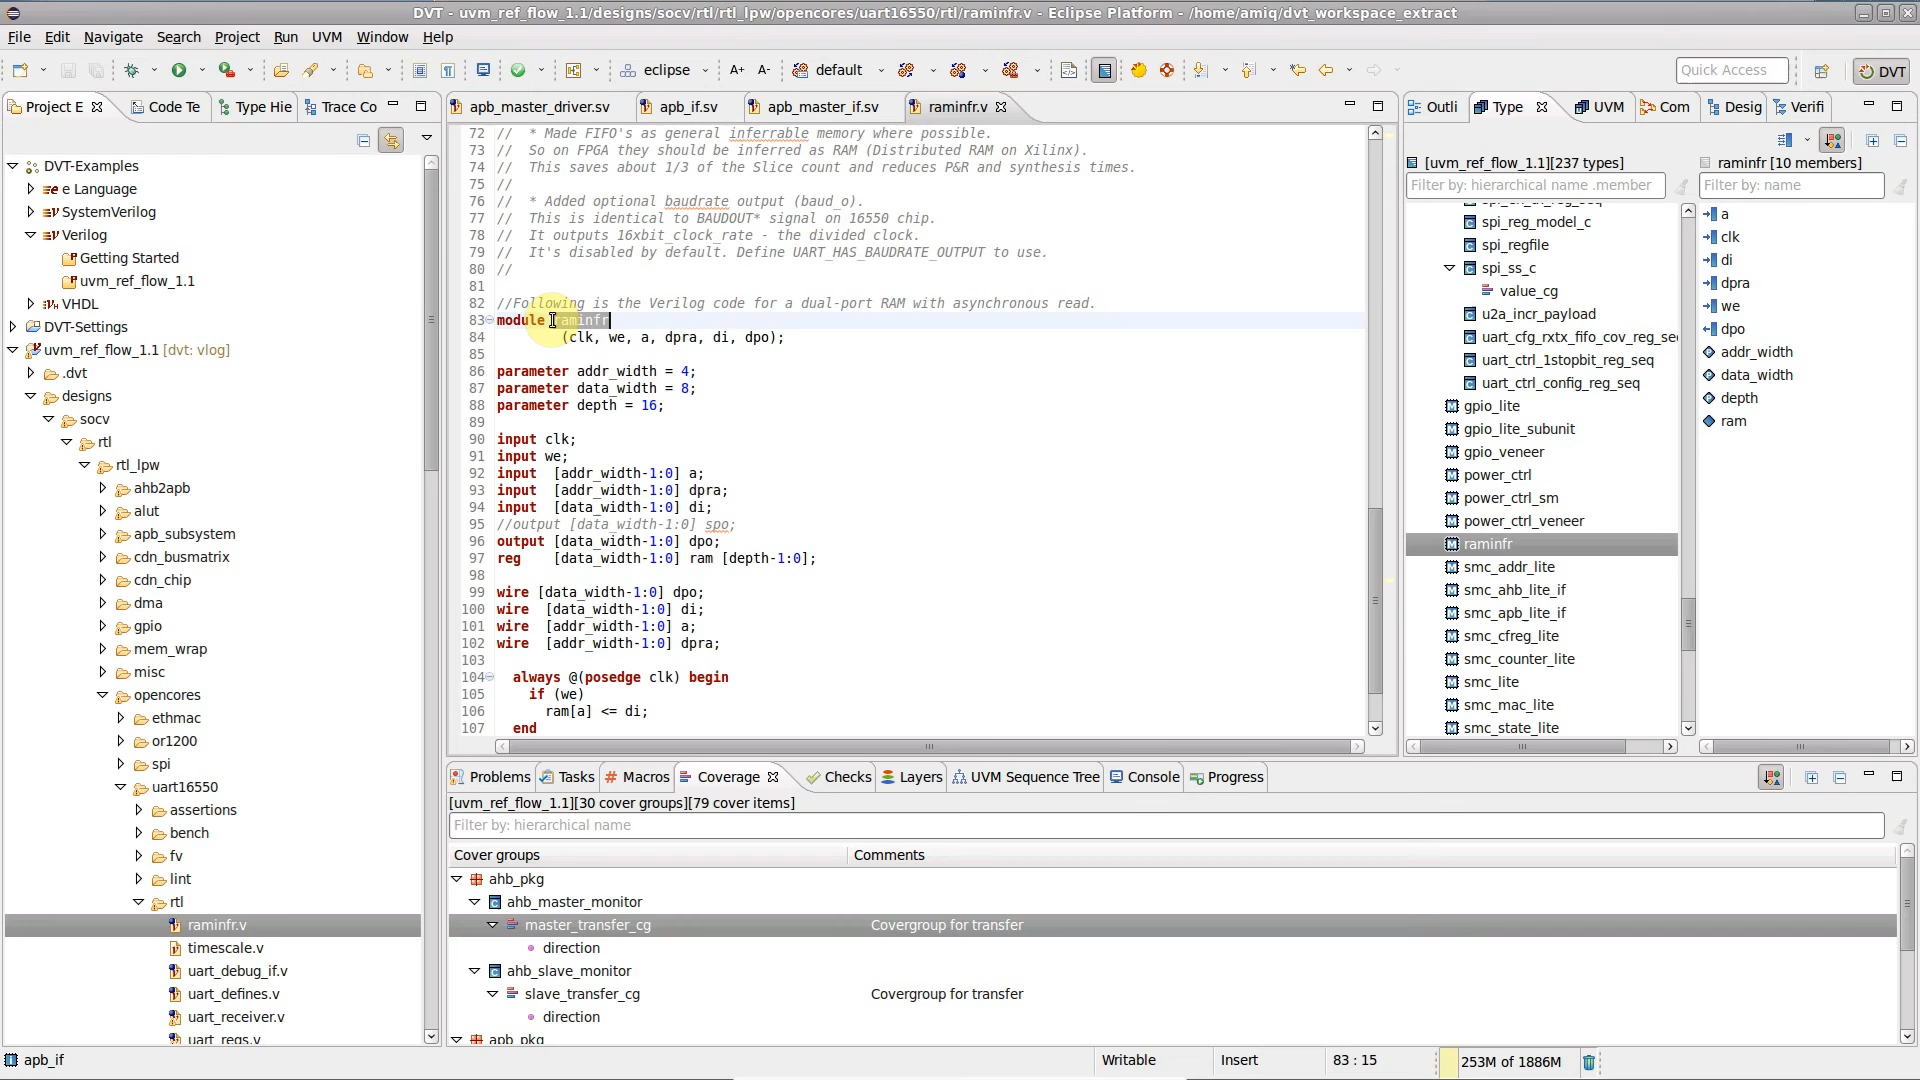 DVT - uvm_ref_flow_1.1/designs/socv/rtl/rtl_lpw/opencores/uart16550/rtl/raminfr.v - Eclipse Platform - /home/amiq/dvt_workspace_extract
File Edit Navigate Search Project Run UVM Window Help
eclipse A+ A- default Quick Access DVT
Project E Code Te Type Hie Trace Co
DVT-Examples
e Language
SystemVerilog
Verilog
Getting Started
uvm_ref_flow_1.1
VHDL
DVT-Settings
uvm_ref_flow_1.1 [dvt: vlog]
.dvt
designs
socv
rtl
rtl_lpw
ahb2apb
alut
apb_subsystem
cdn_busmatrix
cdn_chip
dma
gpio
mem_wrap
misc
opencores
ethmac
or1200
spi
uart16550
assertions
bench
fv
lint
rtl
raminfr.v
timescale.v
uart_debug_if.v
uart_defines.v
uart_receiver.v
uart_regs.v
apb_master_driver.sv apb_if.sv apb_master_if.sv raminfr.v
72 // * Made FIFO's as general inferrable memory where possible.
73 // So on FPGA they should be inferred as RAM (Distributed RAM on Xilinx).
74 // This saves about 1/3 of the Slice count and reduces P&R and synthesis times.
75 //
76 // * Added optional baudrate output (baud_o).
77 // This is identical to BAUDOUT* signal on 16550 chip.
78 // It outputs 16xbit_clock_rate - the divided clock.
79 // It's disabled by default. Define UART_HAS_BAUDRATE_OUTPUT to use.
80 //
81
82 //Following is the Verilog code for a dual-port RAM with asynchronous read.
83 module raminfr
84 (clk, we, a, dpra, di, dpo);
85
86 parameter addr_width = 4;
87 parameter data_width = 8;
88 parameter depth = 16;
89
90 input clk;
91 input we;
92 input [addr_width-1:0] a;
93 input [addr_width-1:0] dpra;
94 input [data_width-1:0] di;
95 //output [data_width-1:0] spo;
96 output [data_width-1:0] dpo;
97 reg [data_width-1:0] ram [depth-1:0];
98
99 wire [data_width-1:0] dpo;
100 wire [data_width-1:0] di;
101 wire [addr_width-1:0] a;
102 wire [addr_width-1:0] dpra;
103
104 always @(posedge clk) begin
105 if (we)
106 ram[a] <= di;
107 end
Outli Type UVM Com Desig Verifi
[uvm_ref_flow_1.1][237 types]
Filter by: hierarchical name .member
spi_reg_model_c
spi_regfile
spi_ss_c
value_cg
u2a_incr_payload
uart_cfg_rxtx_fifo_cov_reg_se
uart_ctrl_1stopbit_reg_seq
uart_ctrl_config_reg_seq
gpio_lite
gpio_lite_subunit
gpio_veneer
power_ctrl
power_ctrl_sm
power_ctrl_veneer
raminfr
smc_addr_lite
smc_ahb_lite_if
smc_apb_lite_if
smc_cfreg_lite
smc_counter_lite
smc_lite
smc_mac_lite
smc_state_lite
raminfr [10 members]
Filter by: name
a
clk
di
dpra
we
dpo
addr_width
data_width
depth
ram
Problems Tasks # Macros Coverage Checks Layers UVM Sequence Tree Console Progress
[uvm_ref_flow_1.1][30 cover groups][79 cover items]
Filter by: hierarchical name
Cover groups Comments
ahb_pkg
ahb_master_monitor
master_transfer_cg Covergroup for transfer
direction
ahb_slave_monitor
slave_transfer_cg Covergroup for transfer
direction
apb_pkg
apb_if Writable Insert 83 : 15 253M of 1886M